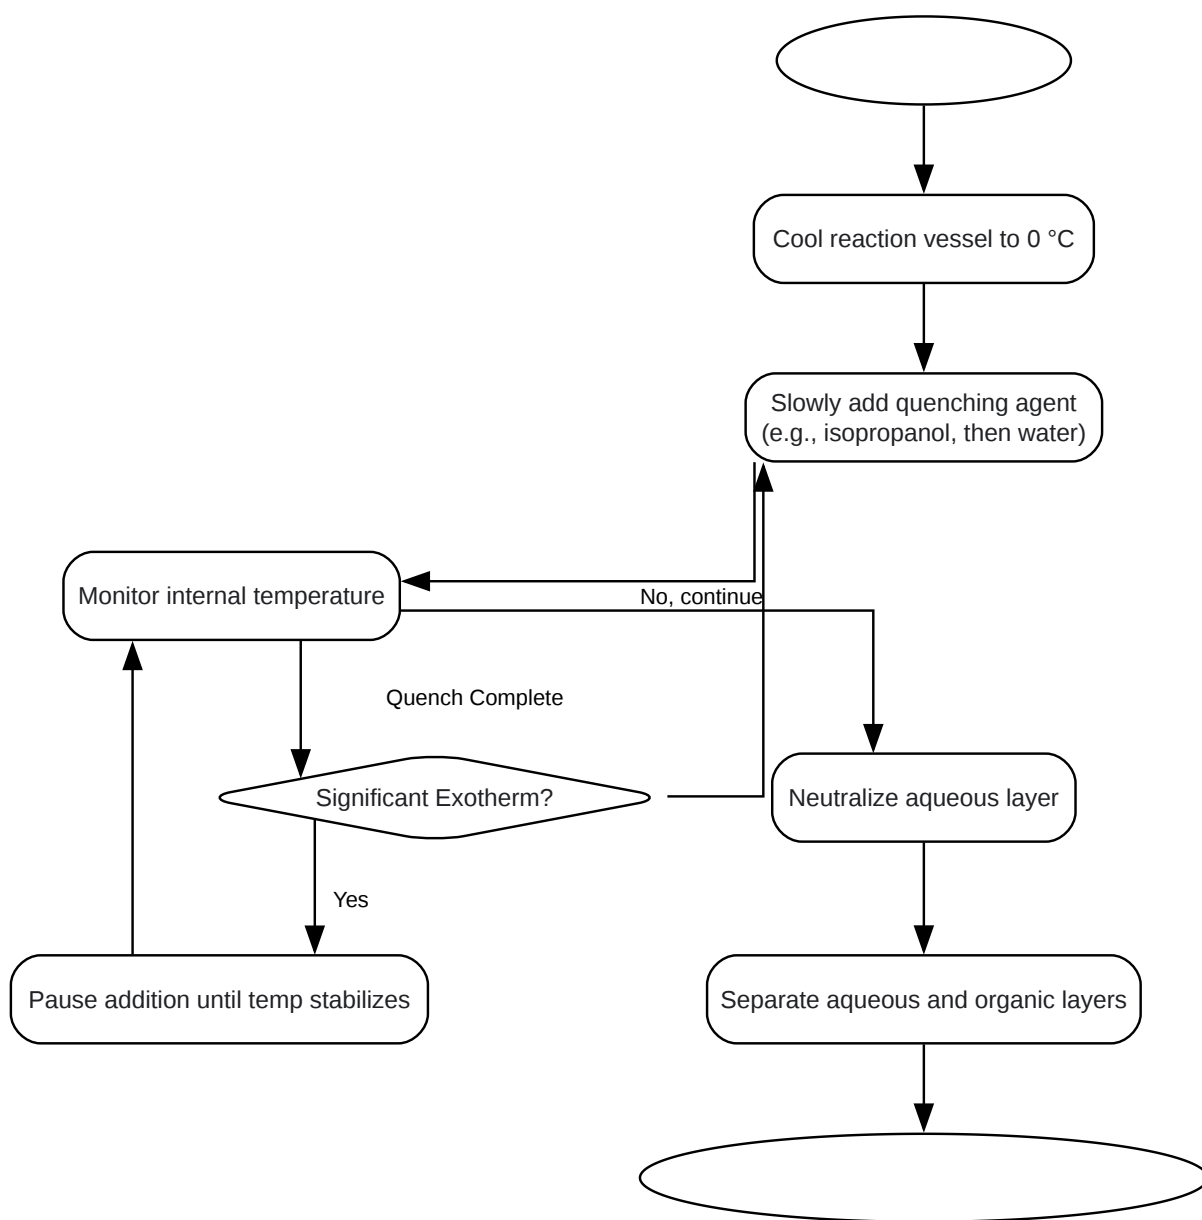 Cool reaction vessel to 0 °C
Slowly add quenching agent
(e.g., isopropanol, then water)
Monitor internal temperature
No, continue
Quench Complete
Significant Exotherm?
Neutralize aqueous layer
Yes
Pause addition until temp stabilizes
Separate aqueous and organic layers